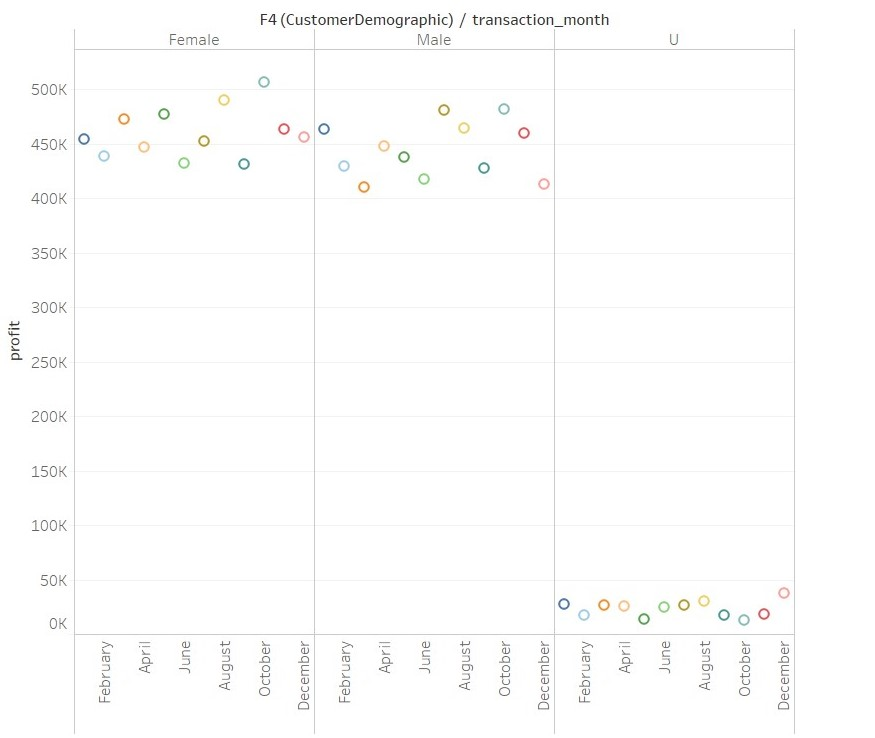 F4 (CustomerDemographic) / transaction_month
Female Male U
profit
500K
450K
400K
350K
300K
250K
200K
150K
100K
50K
0K
February April June August October December February April June August October December February April June August October December